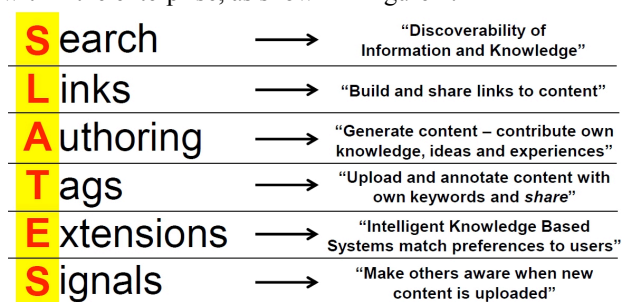 Search → “Discoverability of
Information and Knowledge”
Links → “Build and share links to content”
Authoring → “Generate content – contribute own
knowledge, ideas and experiences”
Tags → “Upload and annotate content with
own keywords and share”
Extensions → “Intelligent Knowledge Based
Systems match preferences to users”
Signals → “Make others aware when new
content is uploaded”